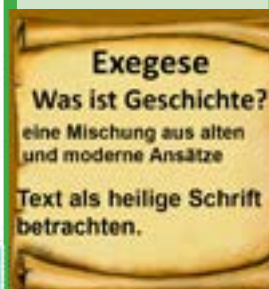 Exegese
Was ist Geschichte?
eine Mischung aus alten
und moderne Ansätze
Text als heilige Schrift
betrachten.